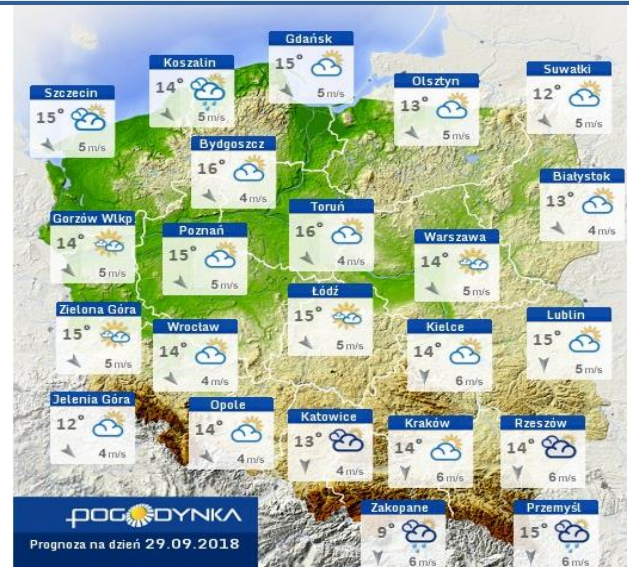 Gdańsk
15°
5 m/s
Koszalin
14°
5 m/s
Suwałki
12°
5 m/s
Olsztyn
13°
5 m/s
Szczecin
15°
5 m/s
Bydgoszcz
16°
4 m/s
Białystok
13°
4 m/s
Toruń
16°
4 m/s
Gorzów Wlkp
14°
5 m/s
Poznań
15°
5 m/s
Warszawa
14°
5 m/s
Łódź
15°
5 m/s
Zielona Góra
15°
5 m/s
Wrocław
14°
4 m/s
Kielce
14°
6 m/s
Lublin
15°
5 m/s
Jelenia Góra
12°
4 m/s
Opole
14°
4 m/s
Katowice
13°
4 m/s
Kraków
14°
6 m/s
Rzeszów
14°
6 m/s
Zakopane
9°
6 m/s
Przemyśl
15°
6 m/s
POGODYNKA
Prognoza na dzień 29.09.2018